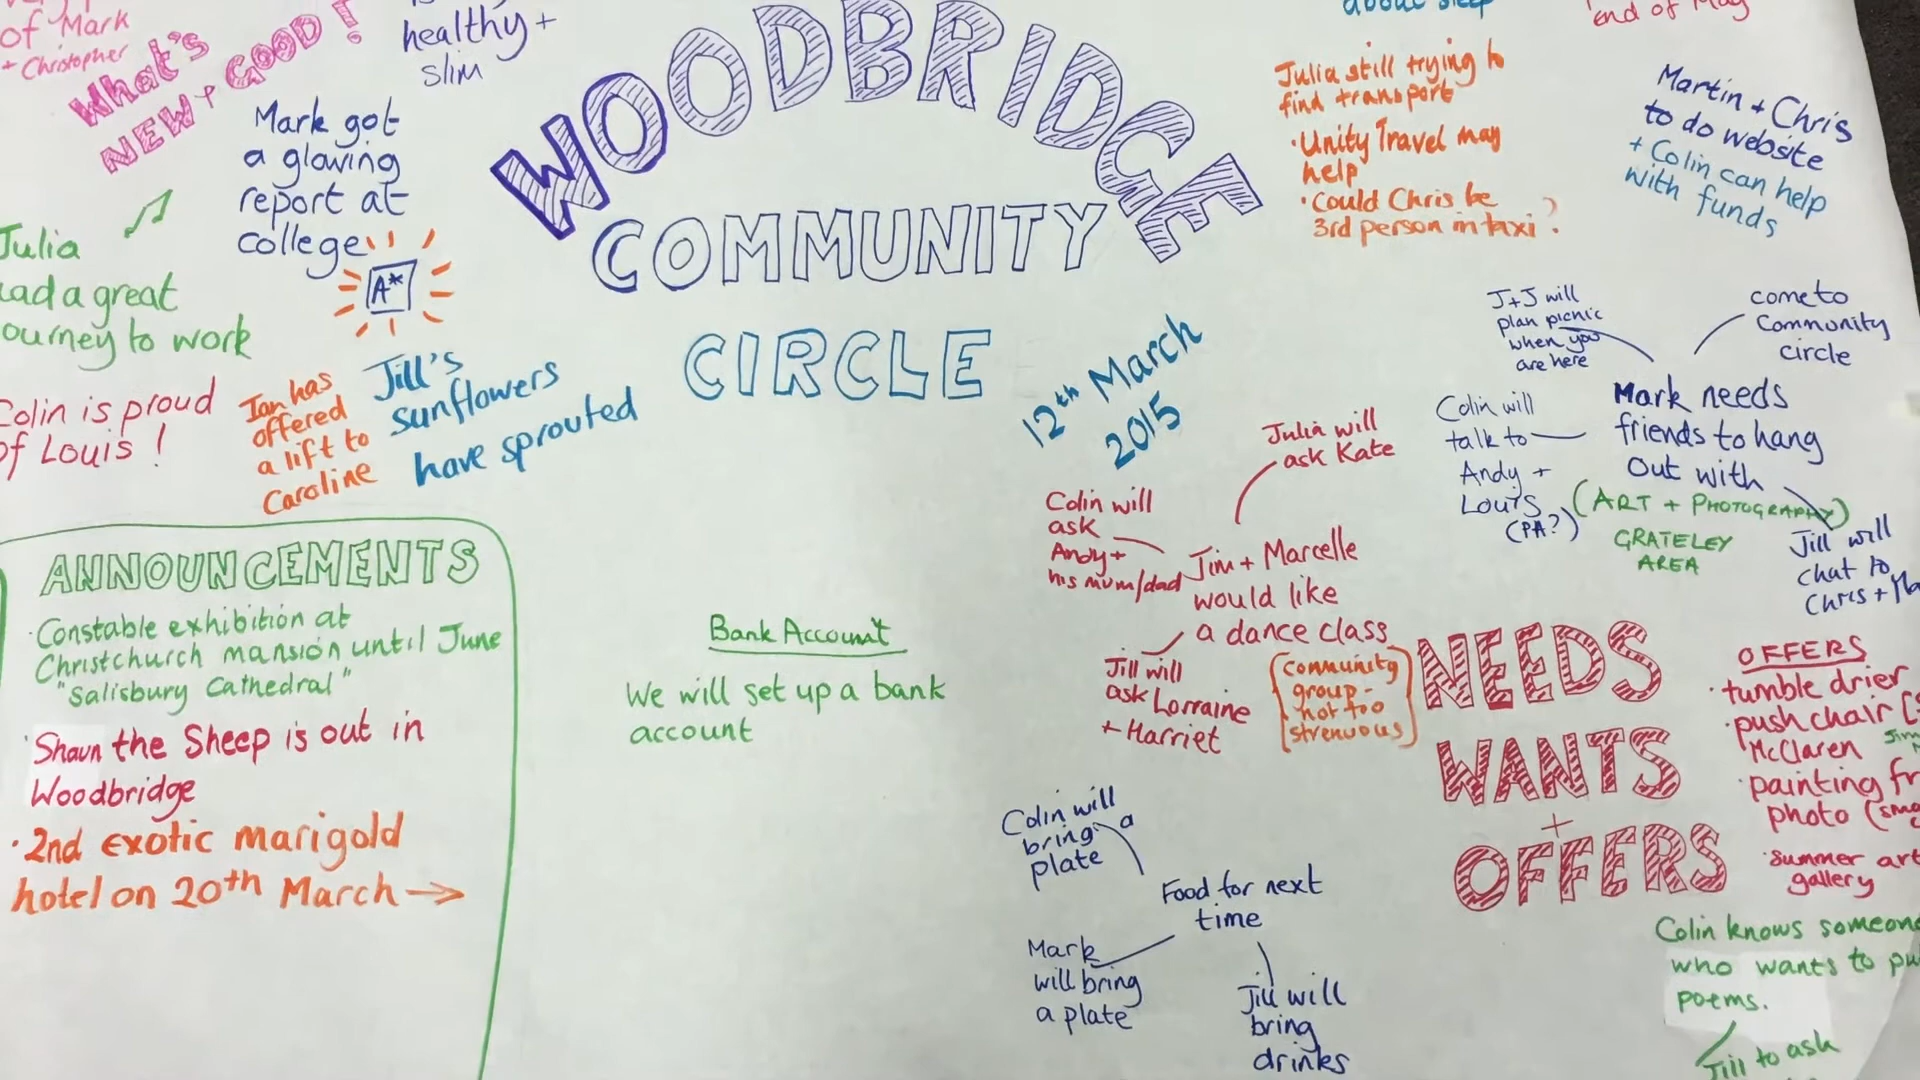 of Mark
+ Christopher
What's
NEW + GOOD!
healthy +
slim
Mark got
a glowing
report at
college
A*
Julia
had a great
journey to work
Colin is proud
of Louis!
Ian has
offered
a lift to
Caroline
Jill's
sunflowers
have sprouted
WOODBRIDGE
COMMUNITY
CIRCLE
12th March
2015
about sleep
end of May
Julia still trying to
find transport
·Unity Travel may
help
·Could Chris be
3rd person in taxi?
Martin + Chris
to do website
+ Colin can help
with funds
J+J will
plan picnic
when you
are here
come to
Community
circle
Colin will
talk to
Andy +
Louis
(PA?)
Mark needs
friends to hang
out with
(ART + PHOTOGRAPHY)
GRATELEY
AREA
Jill will
chat to
Chris +
Julia will
ask Kate
Colin will
ask
Andy +
his mum/dad
Jim + Marcelle
would like
a dance class
Jill will
ask Lorraine
+ Harriet
(community
group -
not too
strenuous)
ANNOUNCEMENTS
·Constable exhibition at
Christchurch mansion until June
"Salisbury Cathedral"
·Shaun the Sheep is out in
Woodbridge
·2nd exotic marigold
hotel on 20th March →
Bank Account
We will set up a bank
account
NEEDS
WANTS
+
OFFERS
OFFERS
·tumble drier
·push chair
McClaren
·painting
photo
·summer art
gallery
Colin knows someone
who wants to
poems.
Jill to ask
Colin will
bring a
plate
Food for next
time
Mark
will bring
a plate
Jill will
bring
drinks